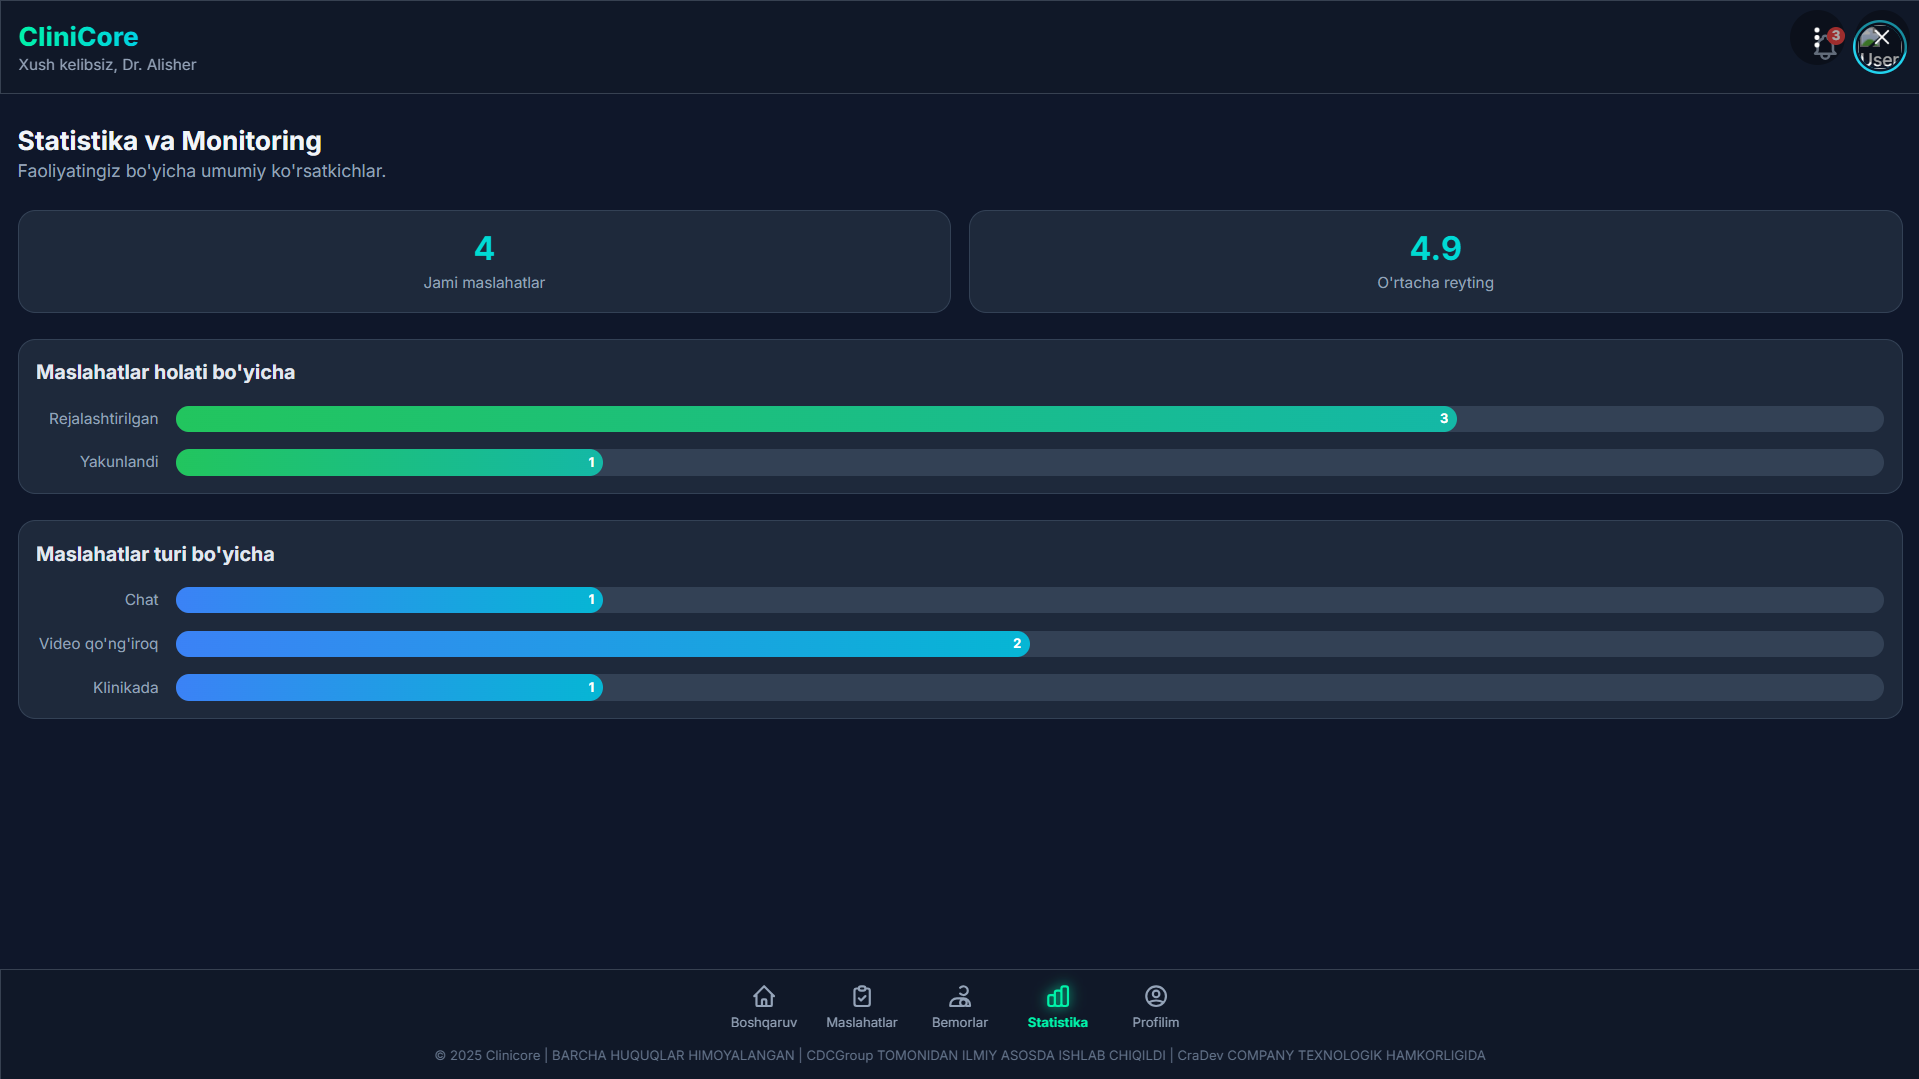 CliniCore
Xush kelibsiz, Dr. Alisher
3
User
Statistika va Monitoring
Faoliyatingiz bo'yicha umumiy ko'rsatkichlar.
4
Jami maslahatlar
4.9
O'rtacha reyting
Maslahatlar holati bo'yicha
Rejalashtirilgan 3
Yakunlandi 1
Maslahatlar turi bo'yicha
Chat 1
Video qo'ng'iroq 2
Klinikada 1
Boshqaruv Maslahatlar Bemorlar Statistika Profilim
© 2025 Clinicore | BARCHA HUQUQLAR HIMOYALANGAN | CDCGroup TOMONIDAN ILMIY ASOSDA ISHLAB CHIQILDI | CraDev COMPANY TEXNOLOGIK HAMKORLIGIDA